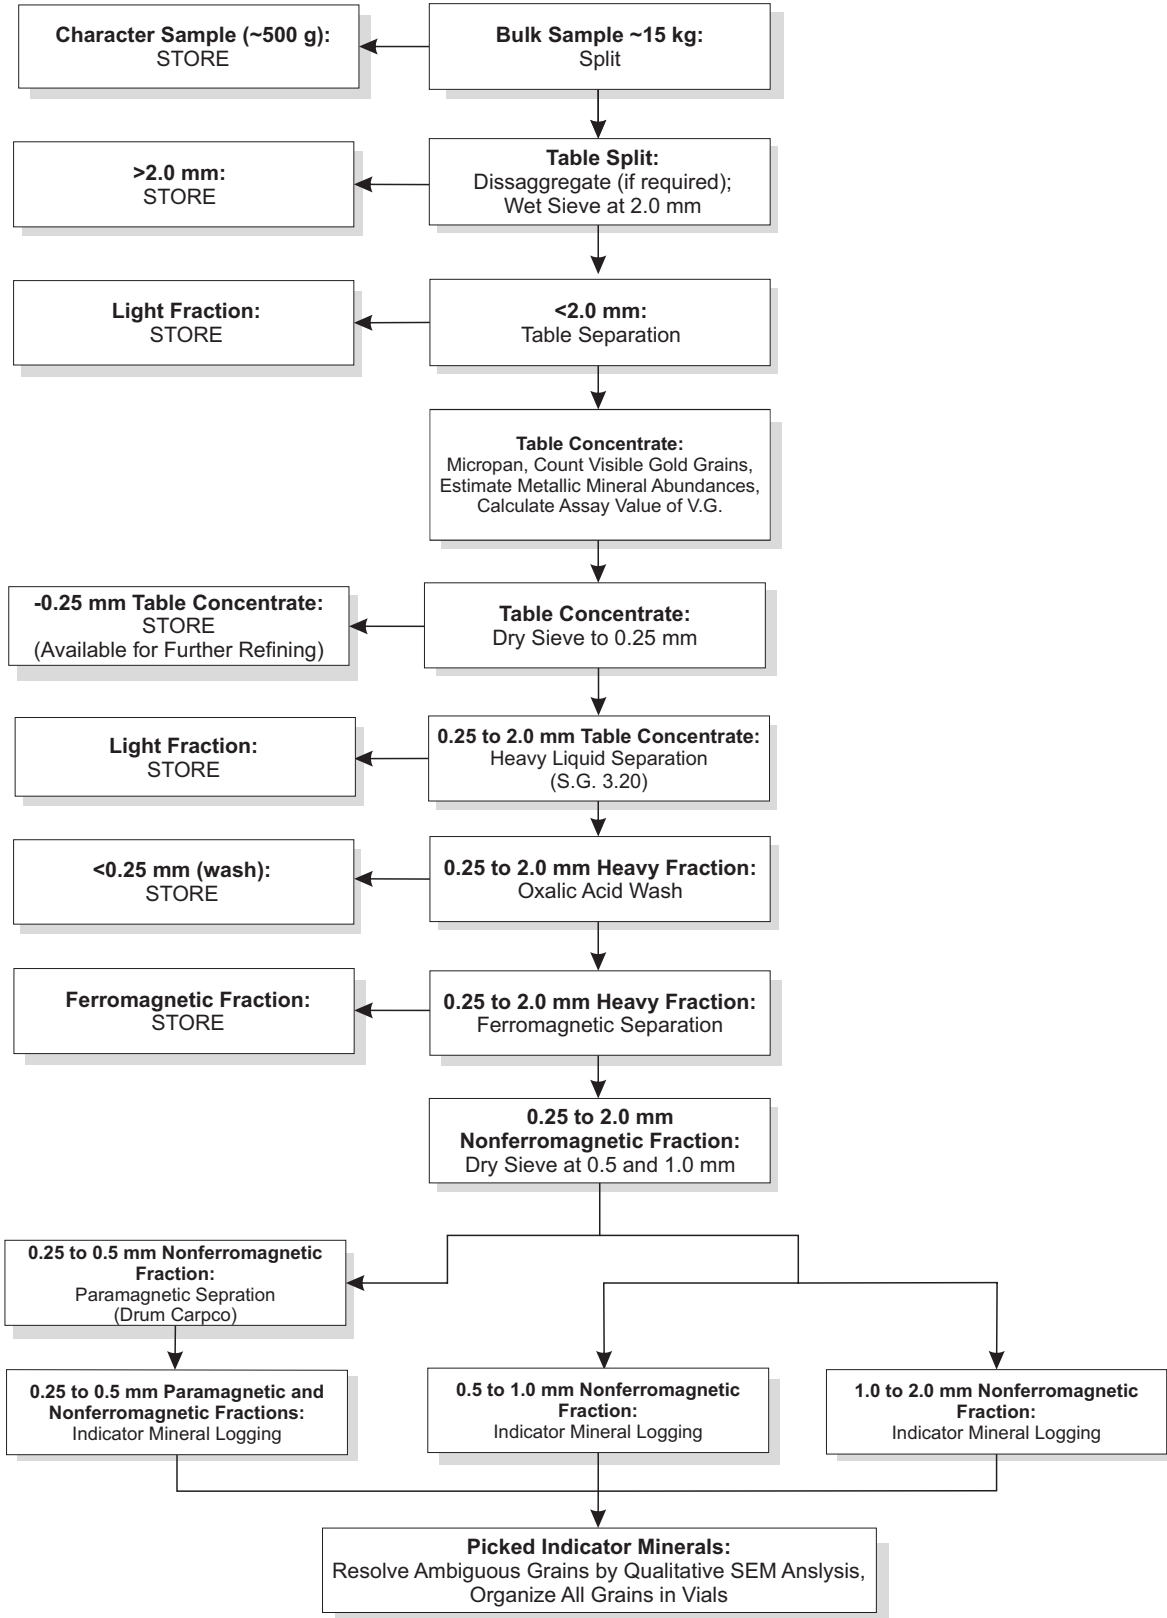 Character Sample (~500 g):
STORE
Bulk Sample ~15 kg:
Split
>2.0 mm:
STORE
Table Split:
Dissaggregate (if required);
Wet Sieve at 2.0 mm
Light Fraction:
STORE
<2.0 mm:
Table Separation
Table Concentrate:
Micropan, Count Visible Gold Grains,
Estimate Metallic Mineral Abundances,
Calculate Assay Value of V.G.
-0.25 mm Table Concentrate:
STORE
(Available for Further Refining)
Table Concentrate:
Dry Sieve to 0.25 mm
Light Fraction:
STORE
0.25 to 2.0 mm Table Concentrate:
Heavy Liquid Separation
(S.G. 3.20)
<0.25 mm (wash):
STORE
0.25 to 2.0 mm Heavy Fraction:
Oxalic Acid Wash
Ferromagnetic Fraction:
STORE
0.25 to 2.0 mm Heavy Fraction:
Ferromagnetic Separation
0.25 to 2.0 mm
Nonferromagnetic Fraction:
Dry Sieve at 0.5 and 1.0 mm
0.25 to 0.5 mm Nonferromagnetic
Fraction:
Paramagnetic Sepration
(Drum Carpco)
0.25 to 0.5 mm Paramagnetic and
Nonferromagnetic Fractions:
Indicator Mineral Logging
0.5 to 1.0 mm Nonferromagnetic
Fraction:
Indicator Mineral Logging
1.0 to 2.0 mm Nonferromagnetic
Fraction:
Indicator Mineral Logging
Picked Indicator Minerals:
Resolve Ambiguous Grains by Qualitative SEM Anslysis,
Organize All Grains in Vials